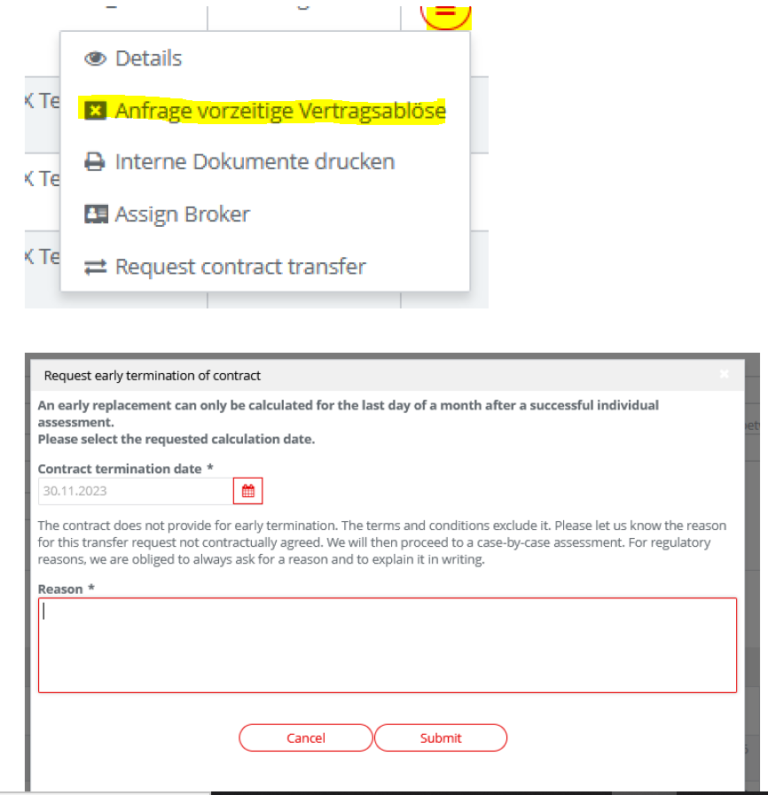 Details
X Te
Anfrage vorzeitige Vertragsablöse
Interne Dokumente drucken
X Te
Assign Broker
X Te
Request contract transfer
Request early termination of contract
An early replacement can only be calculated for the last day of a month after a successful individual
assessment.
Please select the requested calculation date.
Contract termination date *
30.11.2023
The contract does not provide for early termination. The terms and conditions exclude it. Please let us know the reason
for this transfer request not contractually agreed. We will then proceed to a case-by-case assessment. For regulatory
reasons, we are obliged to always ask for a reason and to explain it in writing.
Reason *
Cancel
Submit